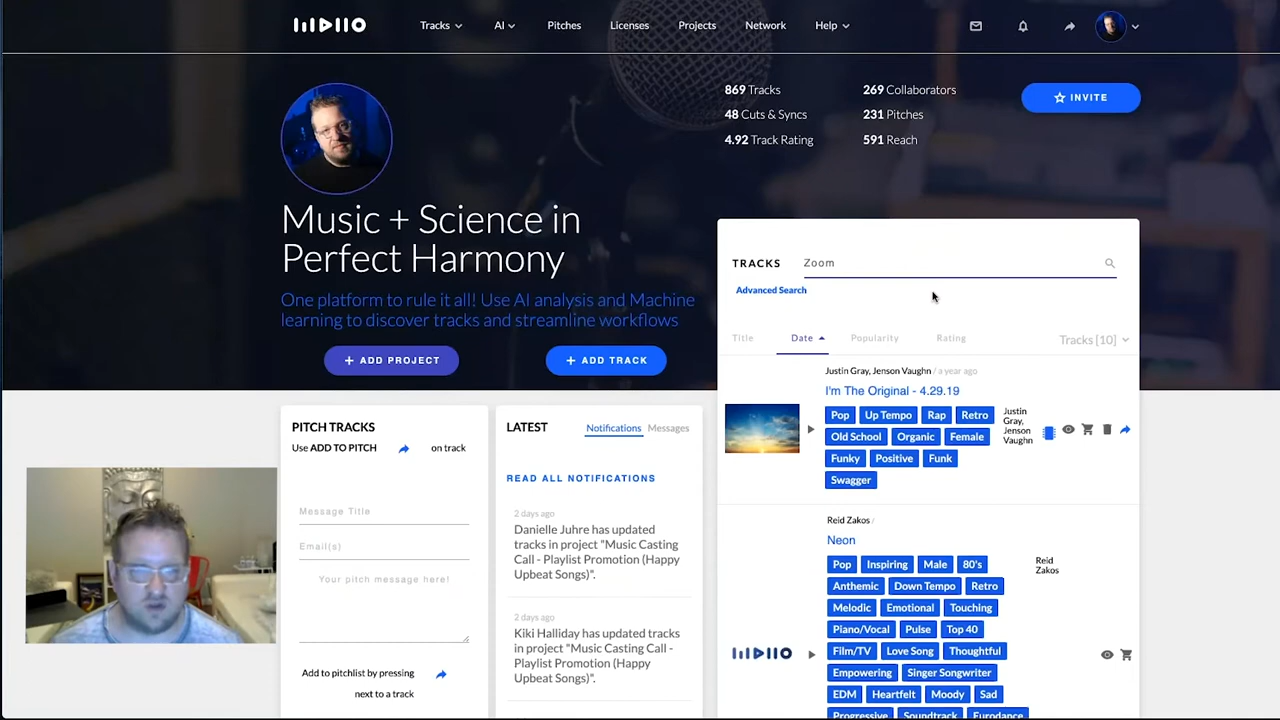 Tracks
AI
Pitches
Licenses
Projects
Network
Help
869 Tracks
269 Collaborators
48 Cuts & Syncs
231 Pitches
4.92 Track Rating
591 Reach
INVITE
Music + Science in
Perfect Harmony
One platform to rule it all! Use AI analysis and Machine
learning to discover tracks and streamline workflows
+ ADD PROJECT
+ ADD TRACK
TRACKS
Zoom
Advanced Search
Title
Date
Popularity
Rating
Tracks [10]
Justin Gray, Jenson Vaughn / a year ago
I'm The Original - 4.29.19
Pop
Up Tempo
Rap
Retro
Old School
Organic
Female
Funky
Positive
Funk
Swagger
Justin
Gray,
Jenson
Vaughn
Reid Zakos /
Neon
Pop
Inspiring
Male
80's
Anthemic
Down Tempo
Retro
Melodic
Emotional
Touching
Piano/Vocal
Pulse
Top 40
Film/TV
Love Song
Thoughtful
Empowering
Singer Songwriter
EDM
Heartfelt
Moody
Sad
Progressive
Soundtrack
Eurodance
Reid
Zakos
PITCH TRACKS
Use ADD TO PITCH
on track
Message Title
Email(s)
Your pitch message here!
Add to pitchlist by pressing
next to a track
LATEST
Notifications
Messages
READ ALL NOTIFICATIONS
2 days ago
Danielle Juhre has updated
tracks in project "Music Casting
Call - Playlist Promotion (Happy
Upbeat Songs)".
2 days ago
Kiki Halliday has updated tracks
in project "Music Casting Call -
Playlist Promotion (Happy
Upbeat Songs)".